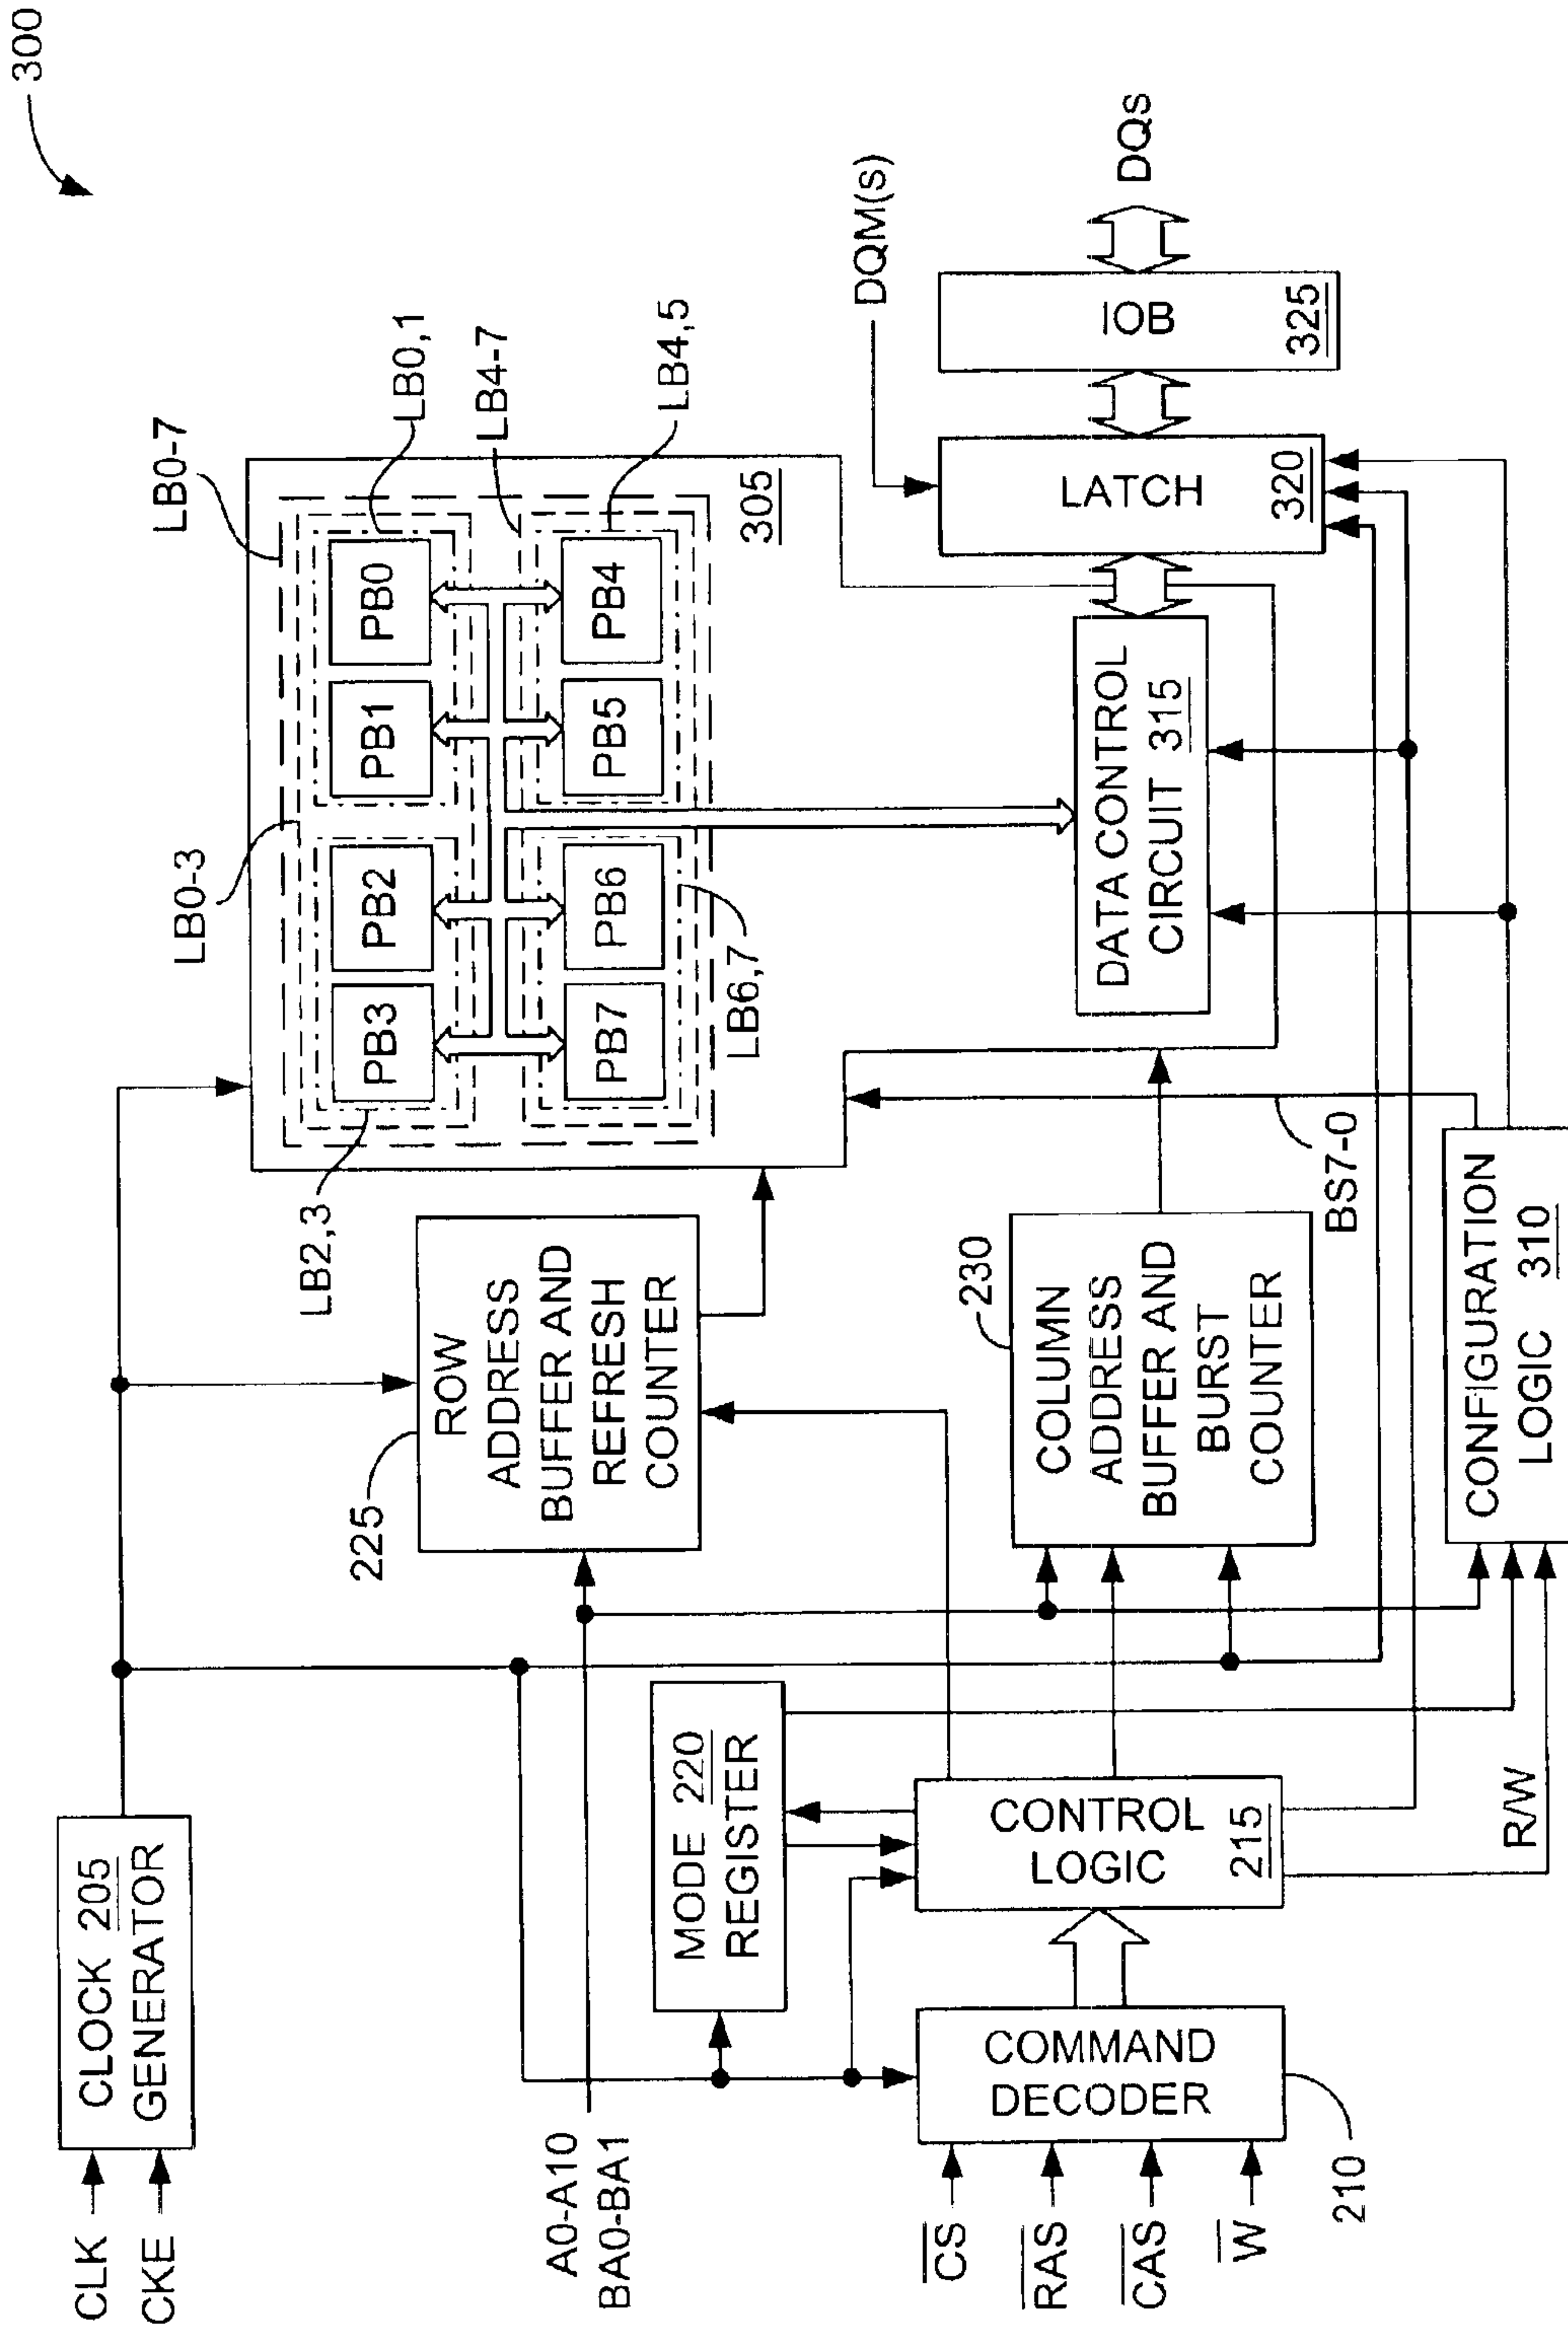 300
CLK
CKE
CLOCK 205
GENERATOR
A0-A10
BA0-BA1
CS
RAS
CAS
W
COMMAND
DECODER
210
MODE 220
REGISTER
CONTROL
LOGIC
215
R/W
225
ROW
ADDRESS
BUFFER AND
REFRESH
COUNTER
230
COLUMN
ADDRESS
BUFFER AND
BURST
COUNTER
CONFIGURATION
LOGIC 310
BS7-0
LB2,3
LB0-3
LB0-7
LB0,1
LB4-7
LB4,5
LB6,7
PB3
PB2
PB1
PB0
PB7
PB6
PB5
PB4
305
DATA CONTROL
CIRCUIT 315
DQM(s)
LATCH
320
IOB
325
DQs